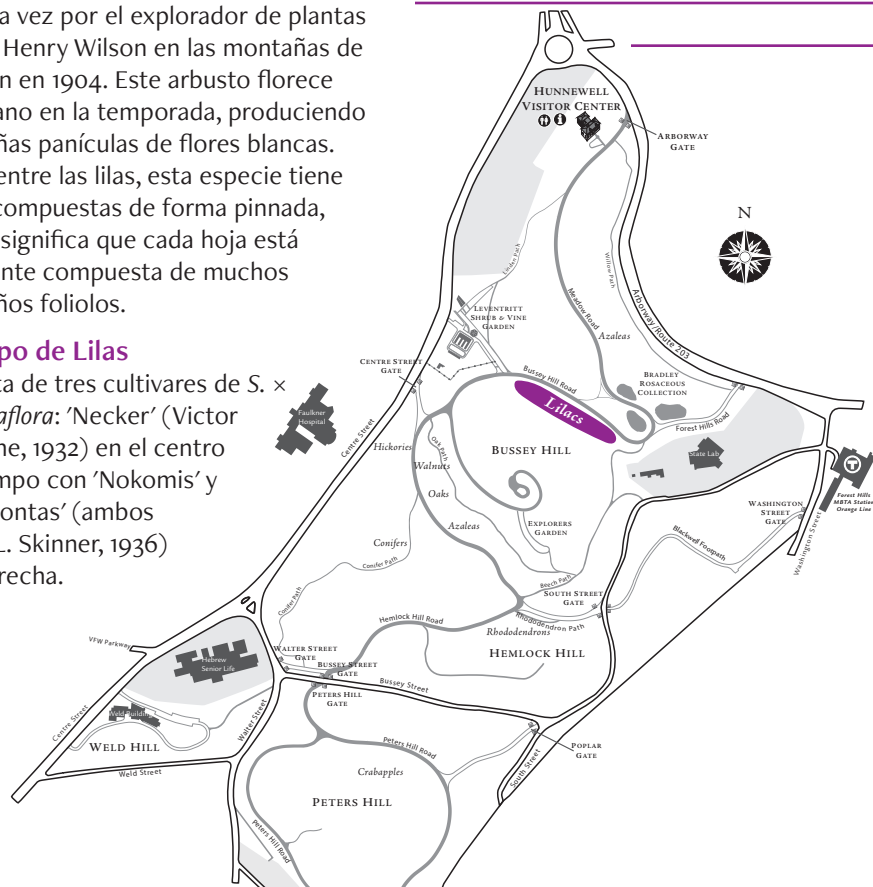 a vez por el explorador de plantas
Henry Wilson en las montañas de
n en 1904. Este arbusto florece
ano en la temporada, produciendo
ñas panículas de flores blancas.
entre las lilas, esta especie tiene
compuestas de forma pinnada,
significa que cada hoja está
nte compuesta de muchos
ños foliolos.
po de Lilas
ta de tres cultivares de S. ×
aflora: 'Necker' (Victor
ne, 1932) en el centro
mpo con 'Nokomis' y
ontas' (ambos
L. Skinner, 1936)
recha.
Hunnewell
Visitor Center
Arborway
Gate
N
Linden Path
Willow Path
Meadow Road
Arborway/Route 203
Leventritt
Shrub & Vine
Garden
Azaleas
Centre Street
Gate
Bussey Hill Road
Bradley
Rosaceous
Collection
Lilacs
Faulkner
Hospital
Centre Street
Forest Hills Road
Hickories
Oak Path
Walnuts
Bussey Hill
State Lab
T
Forest Hills
MBTA Station
Orange Line
Oaks
Washington
Street
Gate
Washington Street
Azaleas
Explorers
Garden
Blackwell Footpath
Conifers
Conifer Path
Beech Path
South Street
Gate
Conifer Path
Hemlock Hill Road
Rhododendron Path
Rhododendrons
Hemlock Hill
VFW Parkway
Hebrew
Senior Life
Walter Street
Gate
Bussey Street
Gate
Bussey Street
Peters Hill
Gate
Centre Street
Weld Building
Walter Street
Weld Hill
Weld Street
Peters Hill Road
Poplar
Gate
South Street
Crabapples
Peters Hill
Peters Hill Road